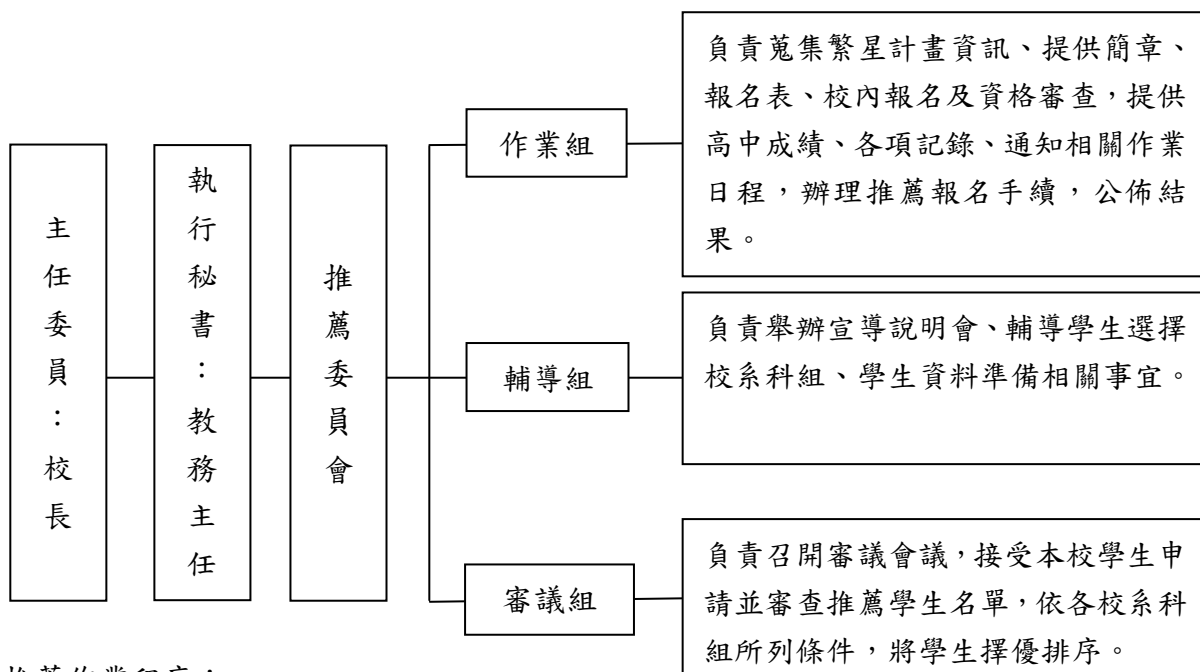 主任委員：校長
執行秘書：教務主任
推薦委員會
作業組
負責蒐集繁星計畫資訊、提供簡章、
報名表、校內報名及資格審查，提供
高中成績、各項記錄、通知相關作業
日程，辦理推薦報名手續，公佈結
果。
輔導組
負責舉辦宣導說明會、輔導學生選擇
校系科組、學生資料準備相關事宜。
審議組
負責召開審議會議，接受本校學生申
請並審查推薦學生名單，依各校系科
組所列條件，將學生擇優排序。